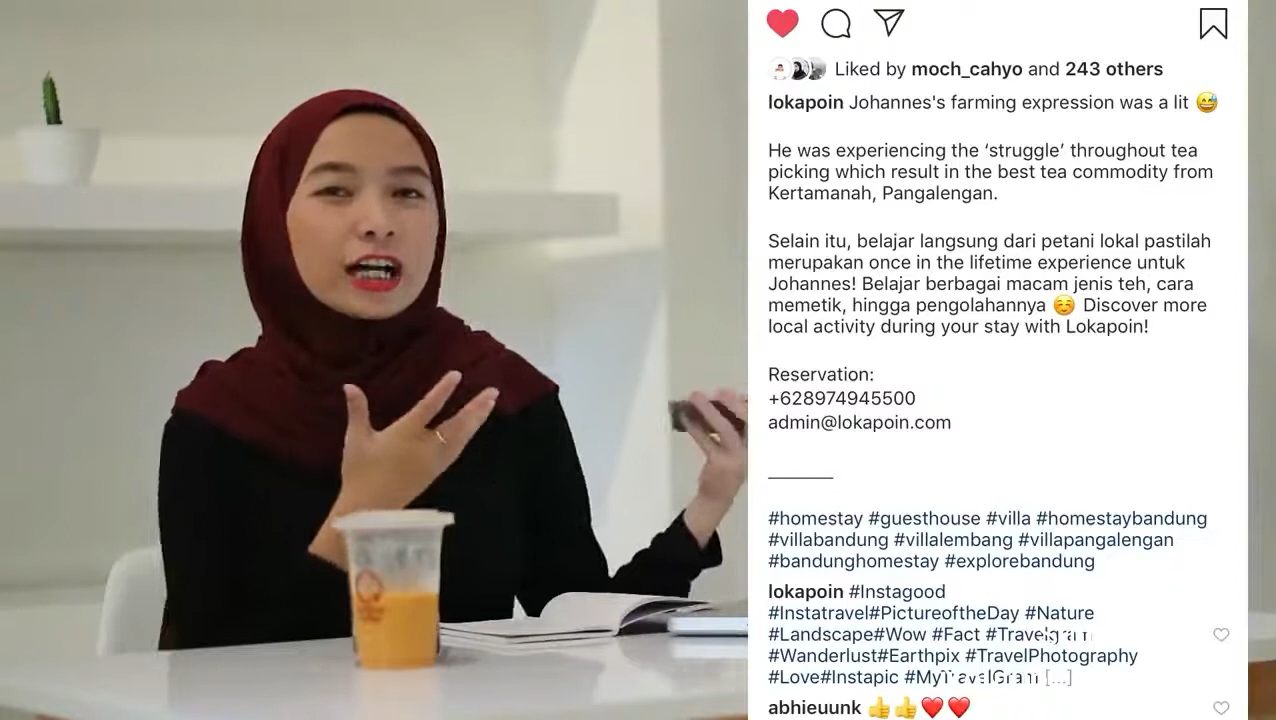 Liked by moch_cahyo and 243 others
lokapoin Johannes's farming expression was a lit 😅
He was experiencing the ‘struggle’ throughout tea
picking which result in the best tea commodity from
Kertamanah, Pangalengan.
Selain itu, belajar langsung dari petani lokal pastilah
merupakan once in the lifetime experience untuk
Johannes! Belajar berbagai macam jenis teh, cara
memetik, hingga pengolahannya ☺️ Discover more
local activity during your stay with Lokapoin!
Reservation:
+628974945500
admin@lokapoin.com
#homestay #guesthouse #villa #homestaybandung
#villabandung #villalembang #villapangalengan
#bandunghomestay #explorebandung
lokapoin #Instagood
#Instatravel#PictureoftheDay #Nature
#Landscape#Wow #Fact #Travelgram
#Wanderlust#Earthpix #TravelPhotography
#Love#Instapic #MyTravelGram [...]
abhieuunk 👍👍❤️❤️